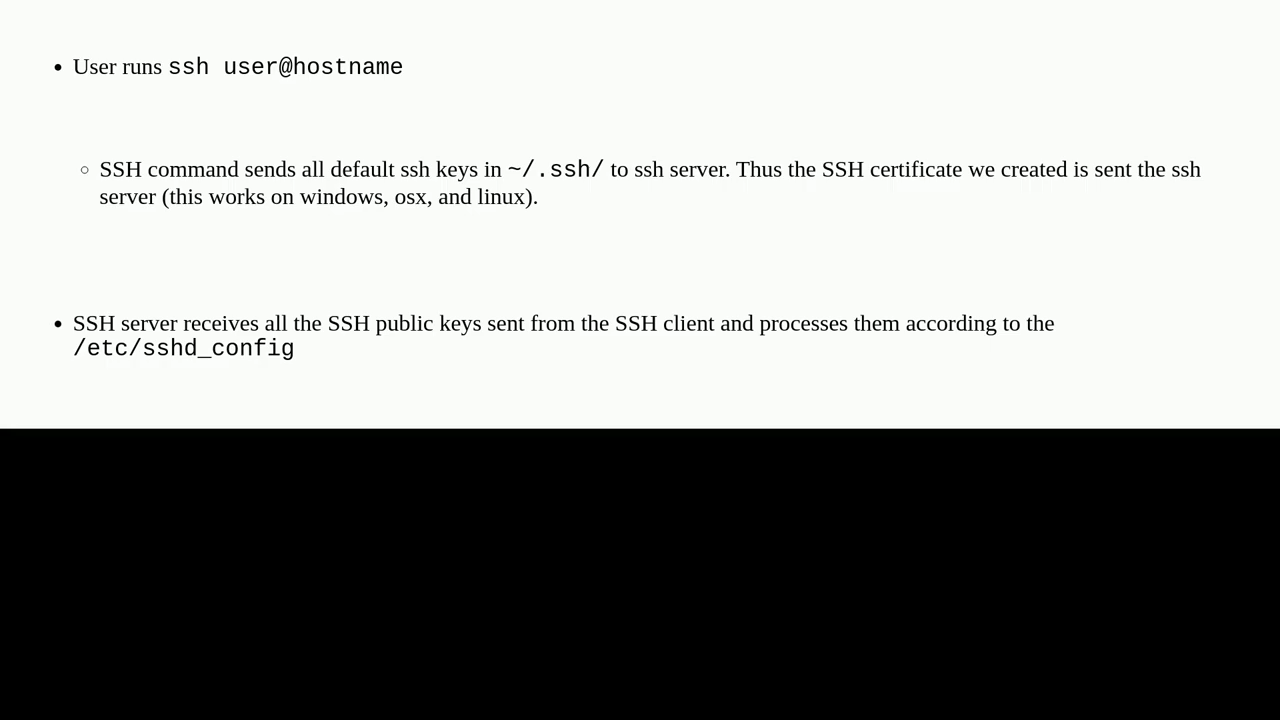 • User runs ssh user@hostname
◦ SSH command sends all default ssh keys in ~/.ssh/ to ssh server. Thus the SSH certificate we created is sent the ssh
server (this works on windows, osx, and linux).
• SSH server receives all the SSH public keys sent from the SSH client and processes them according to the
/etc/sshd_config